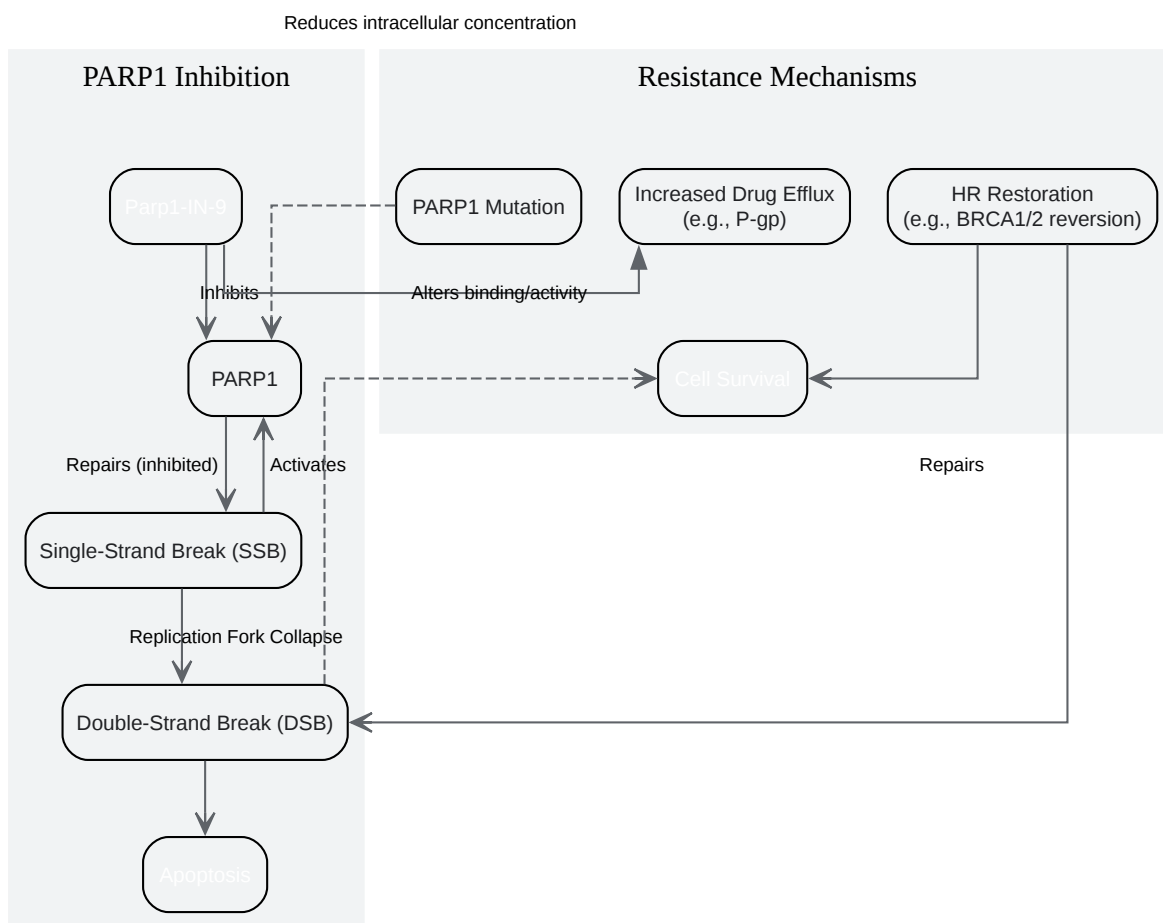 Reduces intracellular concentration
PARP1 Inhibition
Resistance Mechanisms
Parp1-IN-9
PARP1 Mutation
Increased Drug Efflux
(e.g., P-gp)
HR Restoration
(e.g., BRCA1/2 reversion)
Inhibits
Alters binding/activity
PARP1
Cell Survival
Repairs (inhibited)
Activates
Repairs
Single-Strand Break (SSB)
Replication Fork Collapse
Double-Strand Break (DSB)
Apoptosis